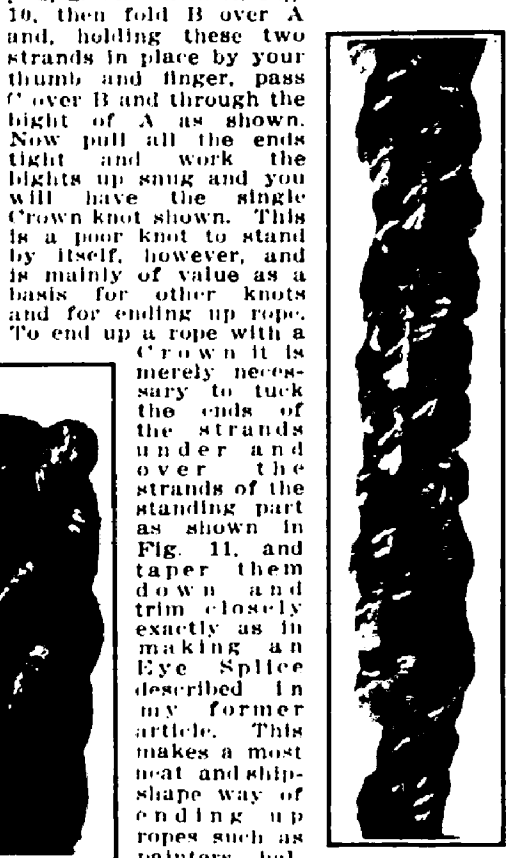 10, then fold B over A
and, holding these two
strands in place by your
thumb and finger, pass
C over B and through the
bight of A as shown.
Now pull all the ends
tight and work the
bights up snug and you
will have the single
Crown knot shown. This
is a poor knot to stand
by itself, however, and
is mainly of value as a
basis for other knots
and for ending up rope.
To end up a rope with a
Crown it is
merely neces-
sary to tuck
the ends of
the strands
under and
over the
strands of the
standing part
as shown in
Fig. 11, and
taper them
down and
trim closely
exactly as in
making an
Eye Splice
described in
my former
article. This
makes a most
neat and ship-
shape way of
ending up
ropes such as
painters, hal-